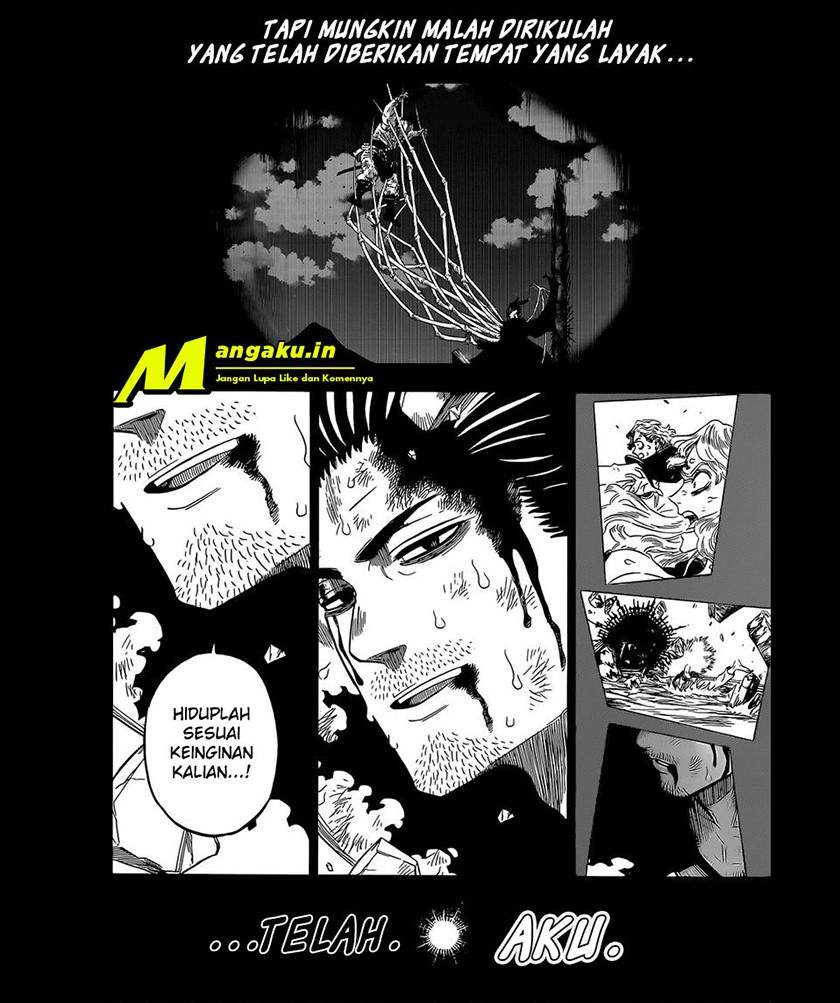 TAPI MUNGKIN MALAH DIRIKULAH
YANG TELAH DIBERIKAN TEMPAT YANG LAYAK...
Mangaku.in
Jangan Lupa Like dan Komennya
HIDUPLAH
SESUAI
KEINGINAN
KALIAN...!
...TELAH. AKU.